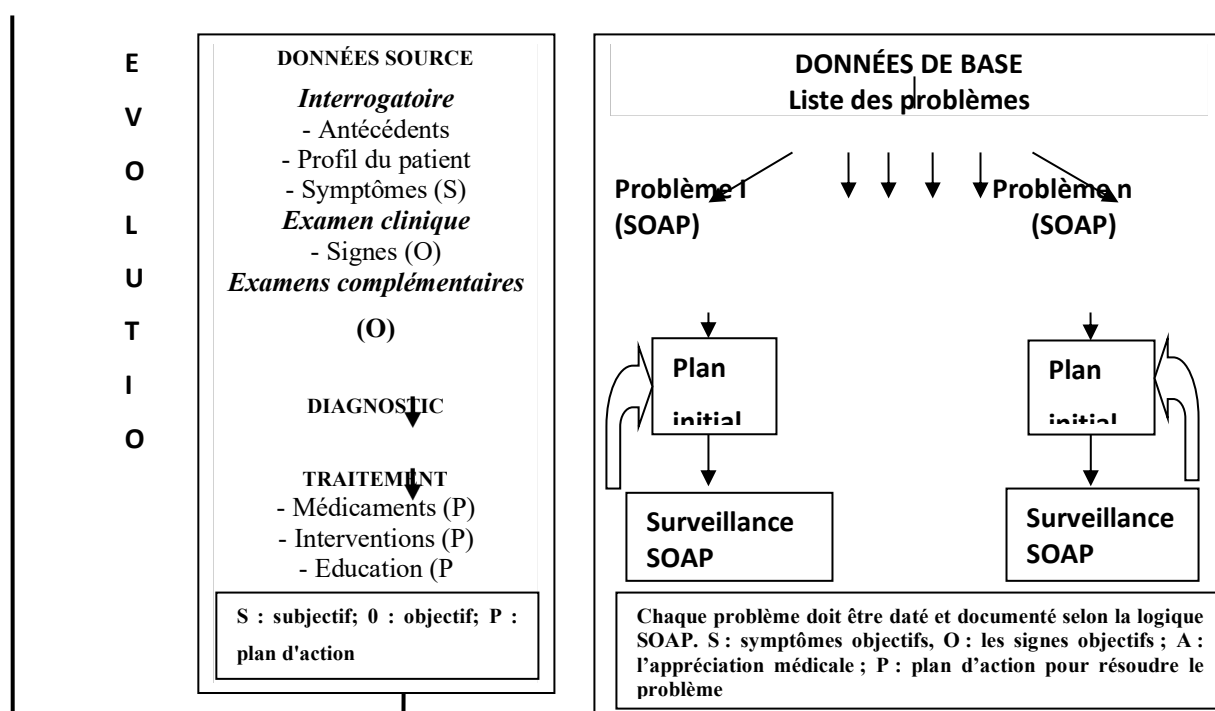 E
V
O
L
U
T
I
O
DONNÉES SOURCE
Interrogatoire
- Antécédents
- Profil du patient
- Symptômes (S)
Examen clinique
- Signes (O)
Examens complémentaires
(O)
DIAGNOSTIC
TRAITEMENT
- Médicaments (P)
- Interventions (P)
- Education (P
S : subjectif; 0 : objectif; P :
plan d'action
DONNÉES DE BASE
Liste des problèmes
Problème I
(SOAP)
Problème n
(SOAP)
Plan
initial
Plan
initial
Surveillance
SOAP
Surveillance
SOAP
Chaque problème doit être daté et documenté selon la logique
SOAP. S : symptômes objectifs, O : les signes objectifs ; A :
l’appréciation médicale ; P : plan d’action pour résoudre le
problème